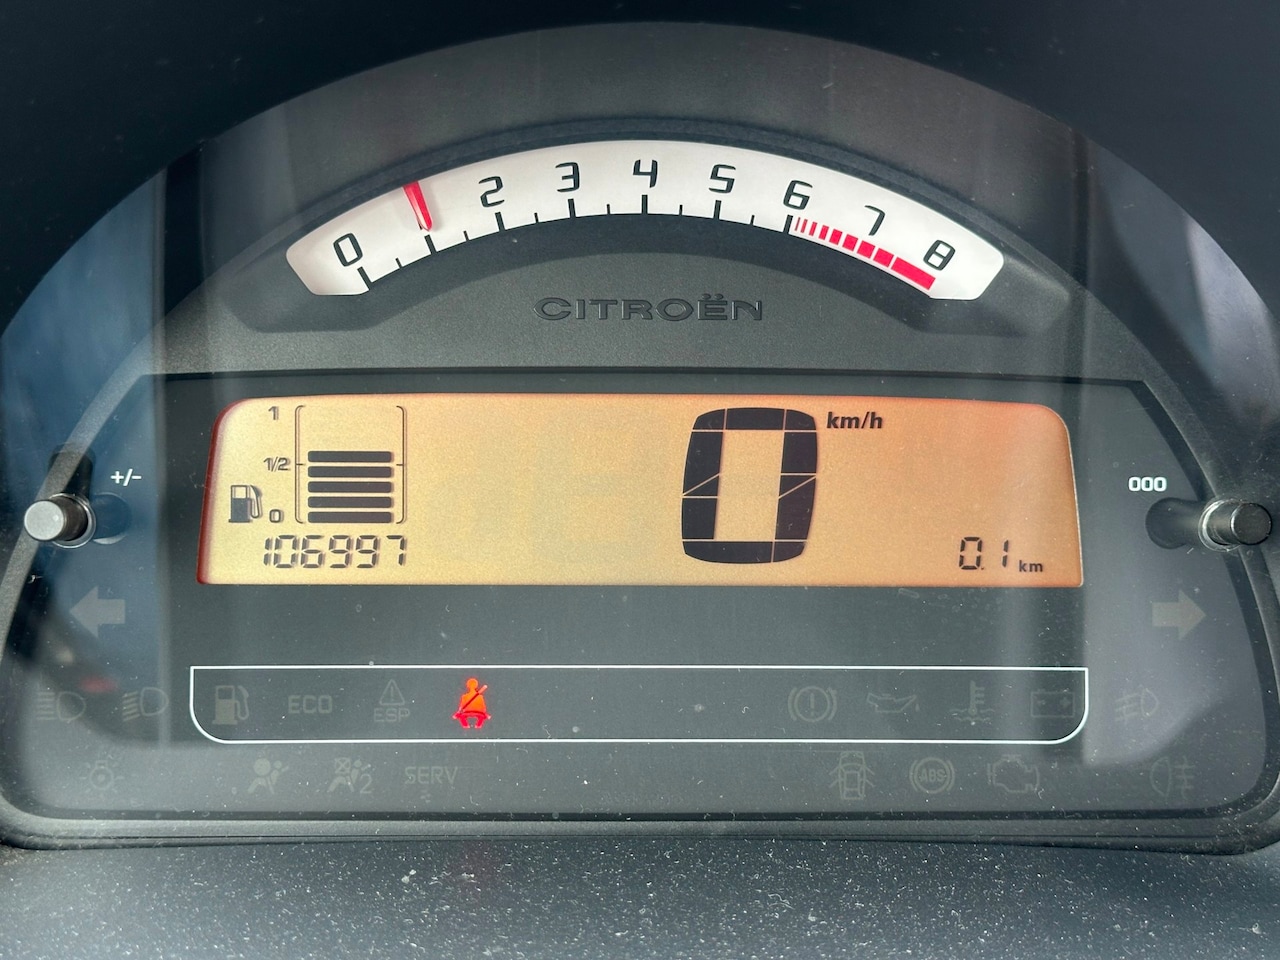 0 2 3 4 5 6 7 8
CITROËN
1
km/h
1/2
+/-
000
0
106997
0
0.1 km
ECO
ESP
2
SERV
ABS